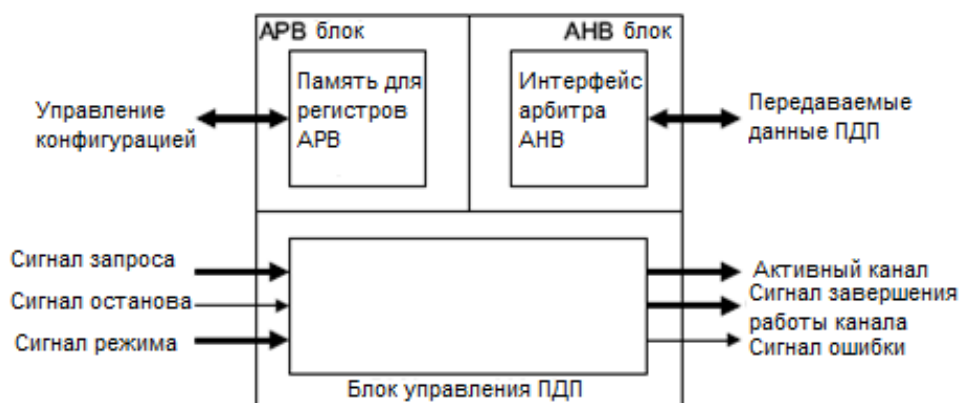 APB блок
AHB блок
Память для
регистров
APB
Интерфейс
арбитра
AHB
Управление
конфигурацией
Передаваемые
данные ПДП
Сигнал запроса
Сигнал останова
Сигнал режима
Активный канал
Сигнал завершения
работы канала
Сигнал ошибки
Блок управления ПДП